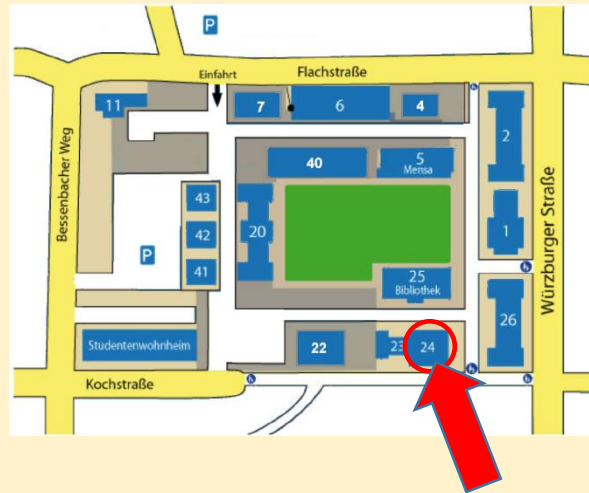 P
Flachstraße
Einfahrt
11
7
6
4
2
40
5
Mensa
Bessenbacher Weg
43
20
42
P
41
1
Würzburger Straße
25
Bibliothek
26
Studentenwohnheim
22
23
24
Kochstraße